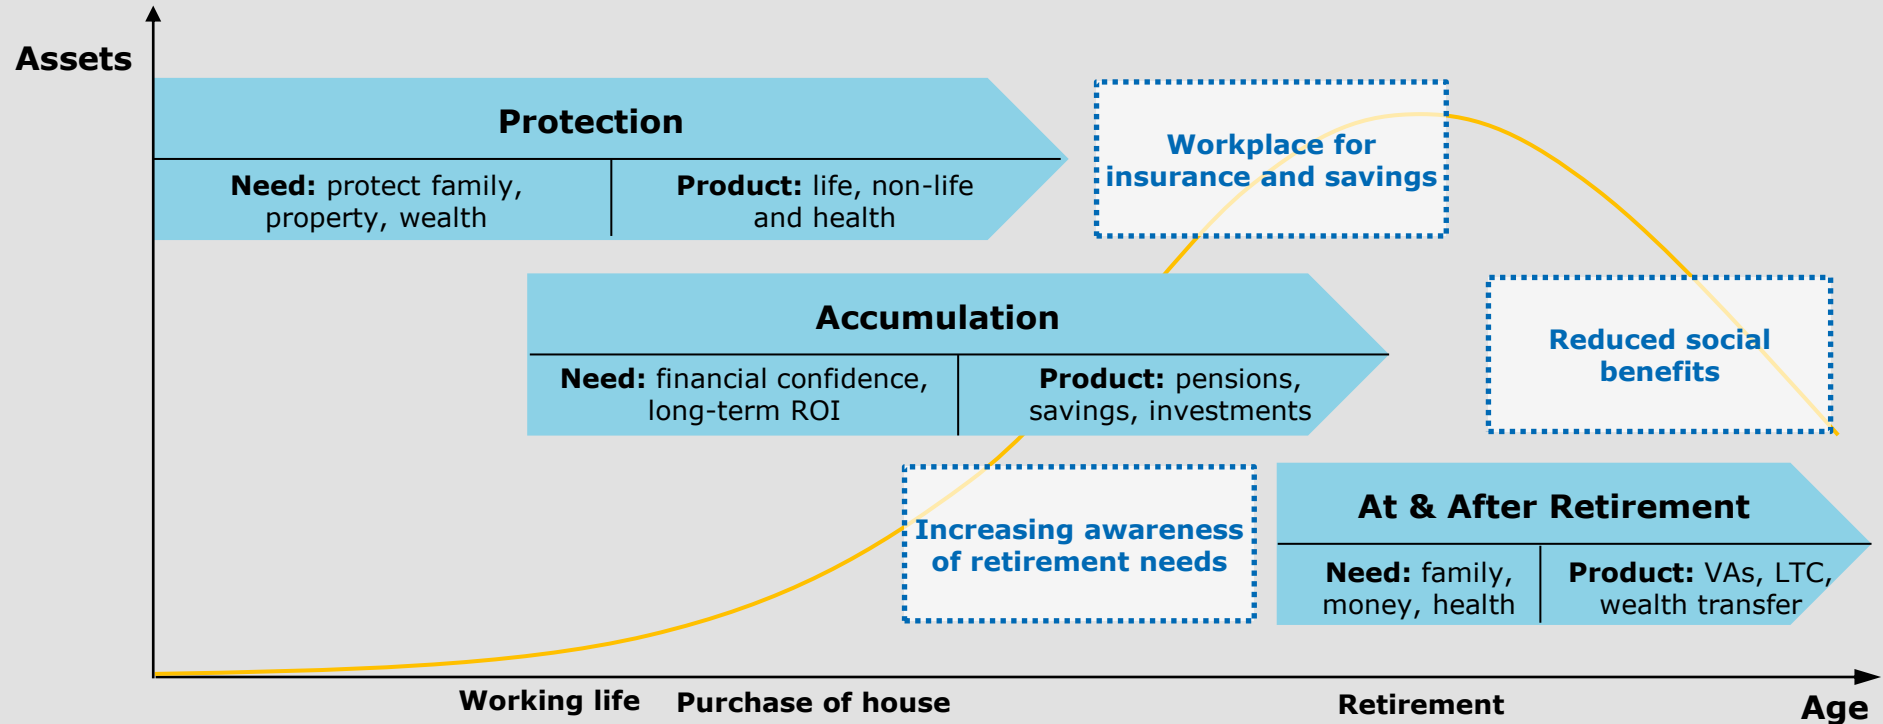 Assets
Protection
Need: protect family,
property, wealth
Product: life, non-life
and health
Workplace for
insurance and savings
Accumulation
Need: financial confidence,
long-term ROI
Product: pensions,
savings, investments
Reduced social
benefits
Increasing awareness
of retirement needs
At & After Retirement
Need: family,
money, health
Product: VAs, LTC,
wealth transfer
Working life
Purchase of house
Retirement
Age